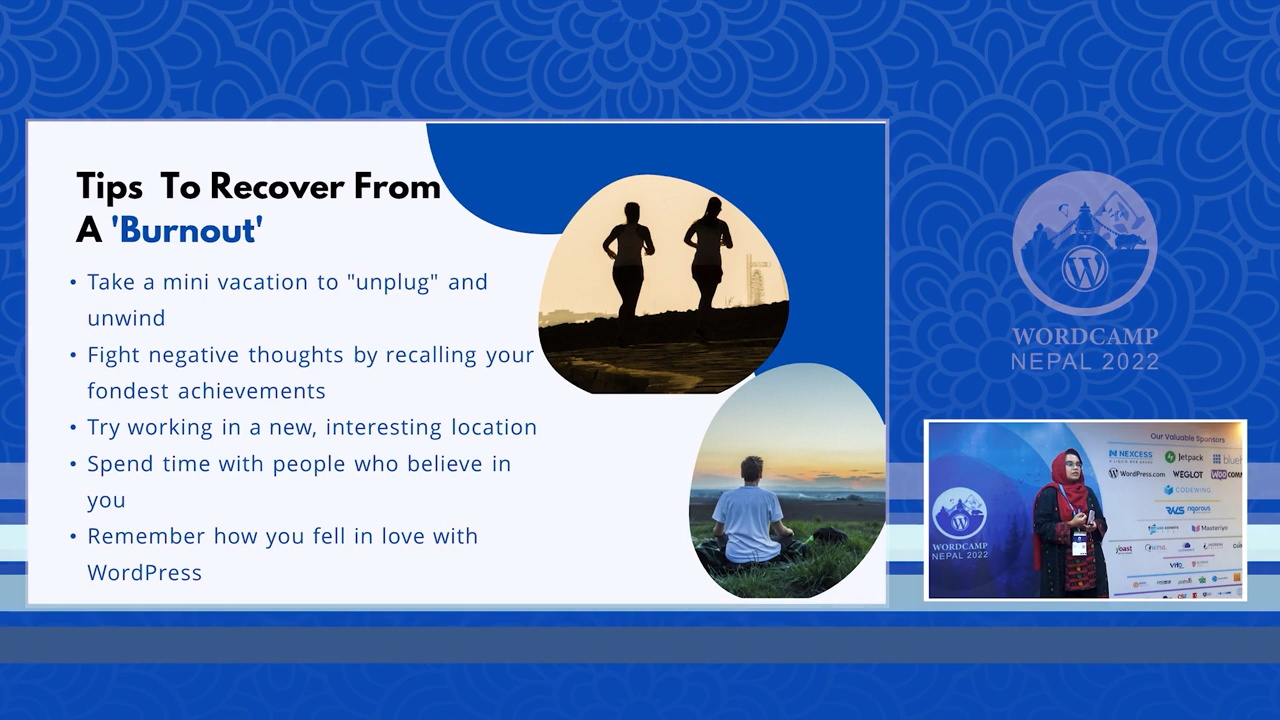 Tips To Recover From
A 'Burnout'
• Take a mini vacation to "unplug" and
unwind
• Fight negative thoughts by recalling your
fondest achievements
• Try working in a new, interesting location
• Spend time with people who believe in
you
• Remember how you fell in love with
WordPress
WORDCAMP
NEPAL 2022
Our Valuable Sponsors
NEXCESS
Jetpack
WordPress.com
WEGLOT
CODEWING
rigorous
Masteriyo
yoast
WORDCAMP
NEPAL 2022